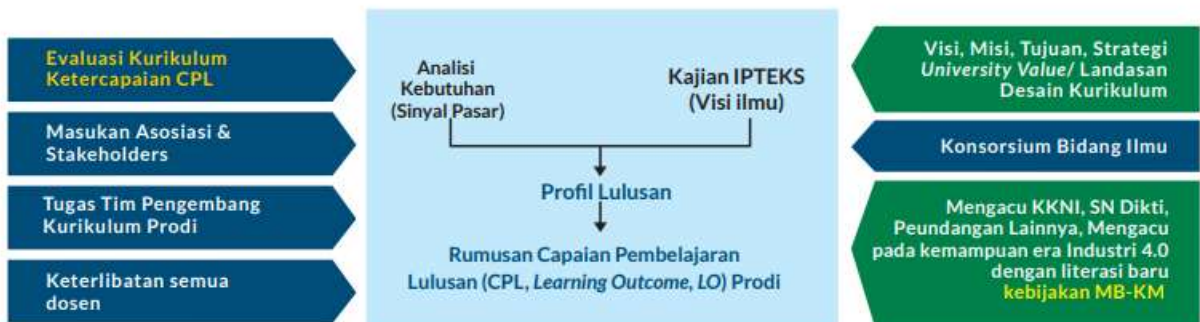 Evaluasi Kurikulum
Ketercapaian CPL
Masukan Asosiasi &
Stakeholders
Tugas Tim Pengembang
Kurikulum Prodi
Keterlibatan semua
dosen
Analisi
Kebutuhan
(Sinyal Pasar)
Kajian IPTEKS
(Visi ilmu)
Profil Lulusan
Rumusan Capaian Pembelajaran
Lulusan (CPL, Learning Outcome, LO) Prodi
Visi, Misi, Tujuan, Strategi
University Value/ Landasan
Desain Kurikulum
Konsorsium Bidang Ilmu
Mengacu KKNI, SN Dikti,
Peundangan Lainnya, Mengacu
pada kemampuan era Industri 4.0
dengan literasi baru
kebijakan MB-KM